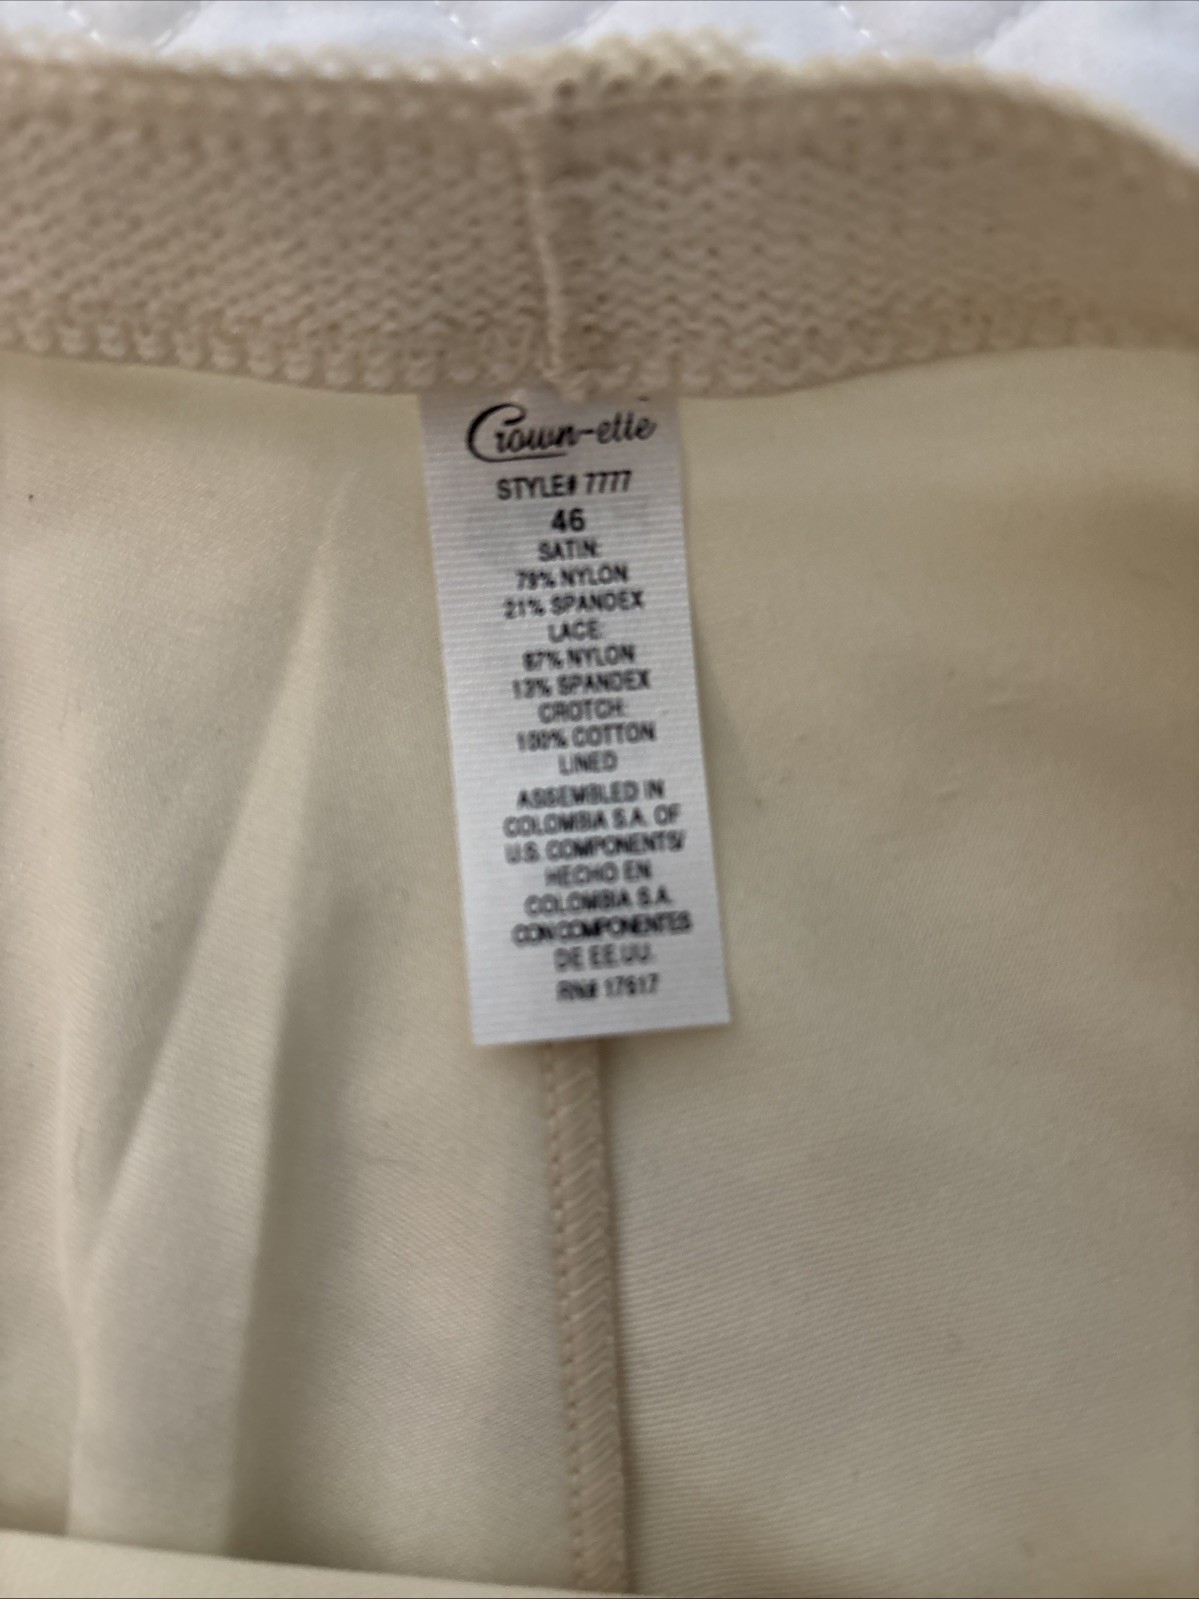 Crown-ette
STYLE# 7777
46
SATIN:
79% NYLON
21% SPANDEX
LACE:
87% NYLON
13% SPANDEX
CROTCH:
100% COTTON
LINED
ASSEMBLED IN
COLOMBIA S.A. OF
U.S. COMPONENTS/
HECHO EN
COLOMBIA S.A.
CON COMPONENTES
DE EE.UU.
RN# 17617